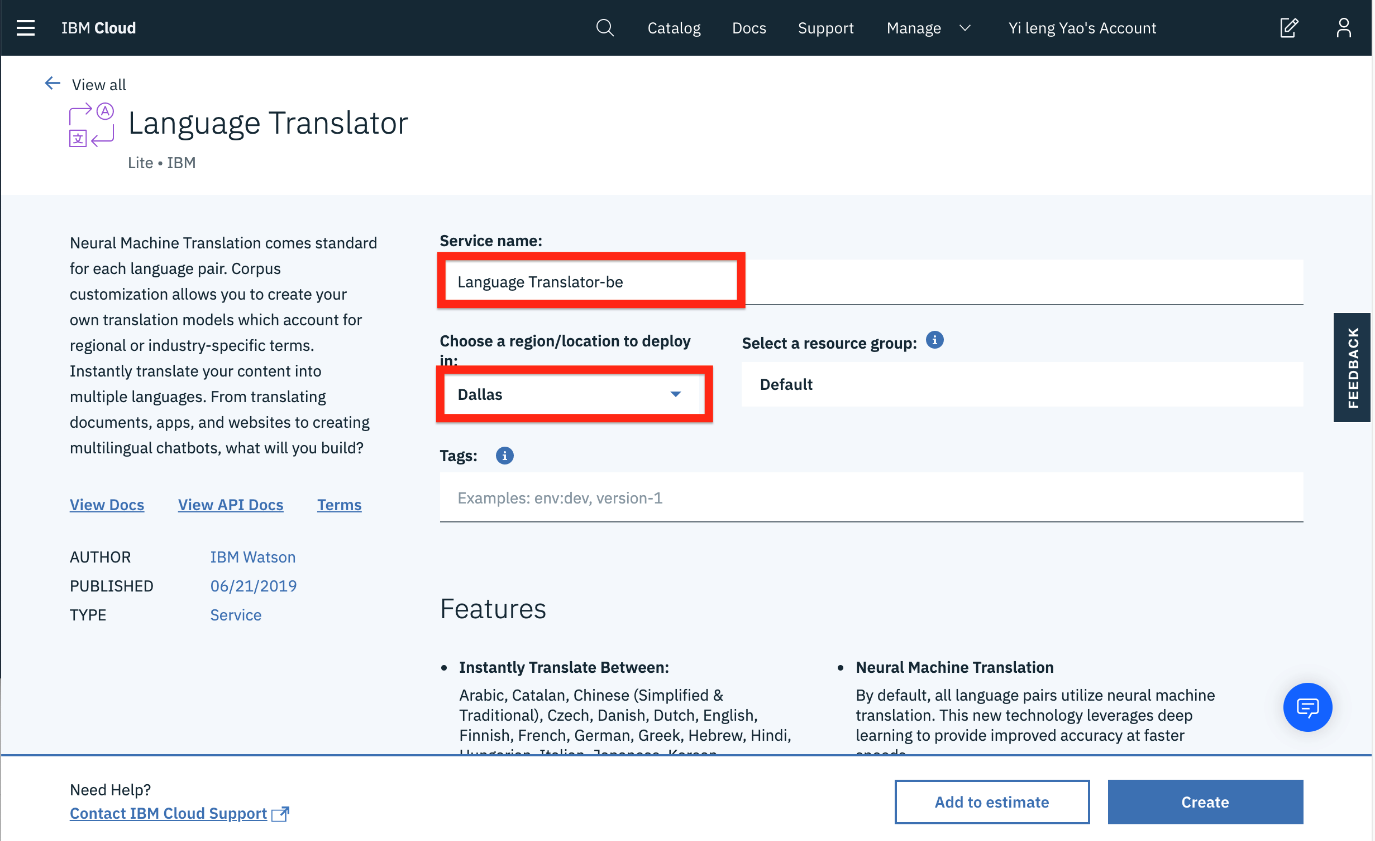 IBM Cloud
Catalog
Docs
Support
Manage
Yi leng Yao's Account
View all
Language Translator
Lite • IBM
Neural Machine Translation comes standard
for each language pair. Corpus
customization allows you to create your
own translation models which account for
regional or industry-specific terms.
Instantly translate your content into
multiple languages. From translating
documents, apps, and websites to creating
multilingual chatbots, what will you build?
View Docs
View API Docs
Terms
AUTHOR
IBM Watson
PUBLISHED
06/21/2019
TYPE
Service
Service name:
Language Translator-be
Choose a region/location to deploy
in:
Dallas
Select a resource group:
Default
Tags:
Examples: env:dev, version-1
FEEDBACK
Features
• Instantly Translate Between:
Arabic, Catalan, Chinese (Simplified &
Traditional), Czech, Danish, Dutch, English,
Finnish, French, German, Greek, Hebrew, Hindi,
Hungarian, Italian, Japanese, Korean
• Neural Machine Translation
By default, all language pairs utilize neural machine
translation. This new technology leverages deep
learning to provide improved accuracy at faster
speeds.
Need Help?
Contact IBM Cloud Support
Add to estimate
Create